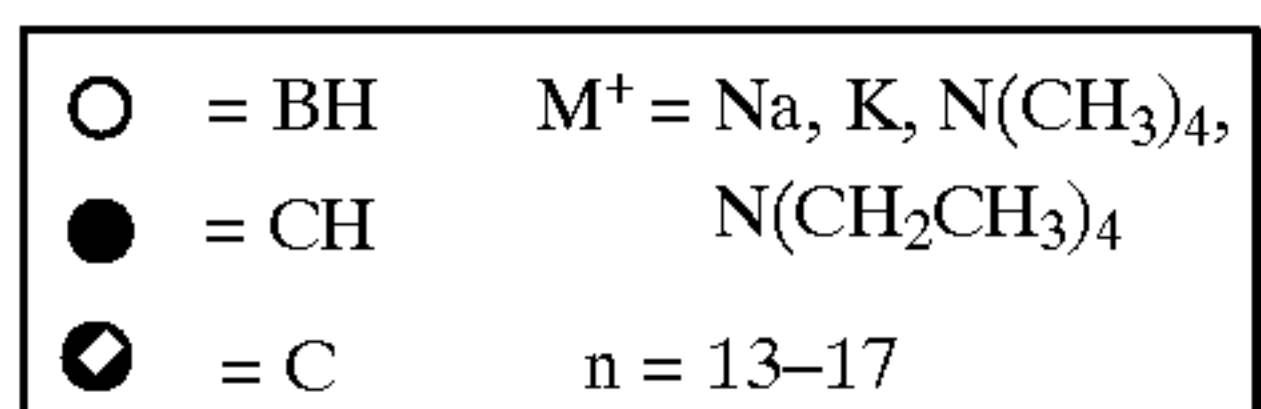 = BH M⁺ = Na, K, N(CH₃)₄,
= CH N(CH₂CH₃)₄
= C n = 13–17